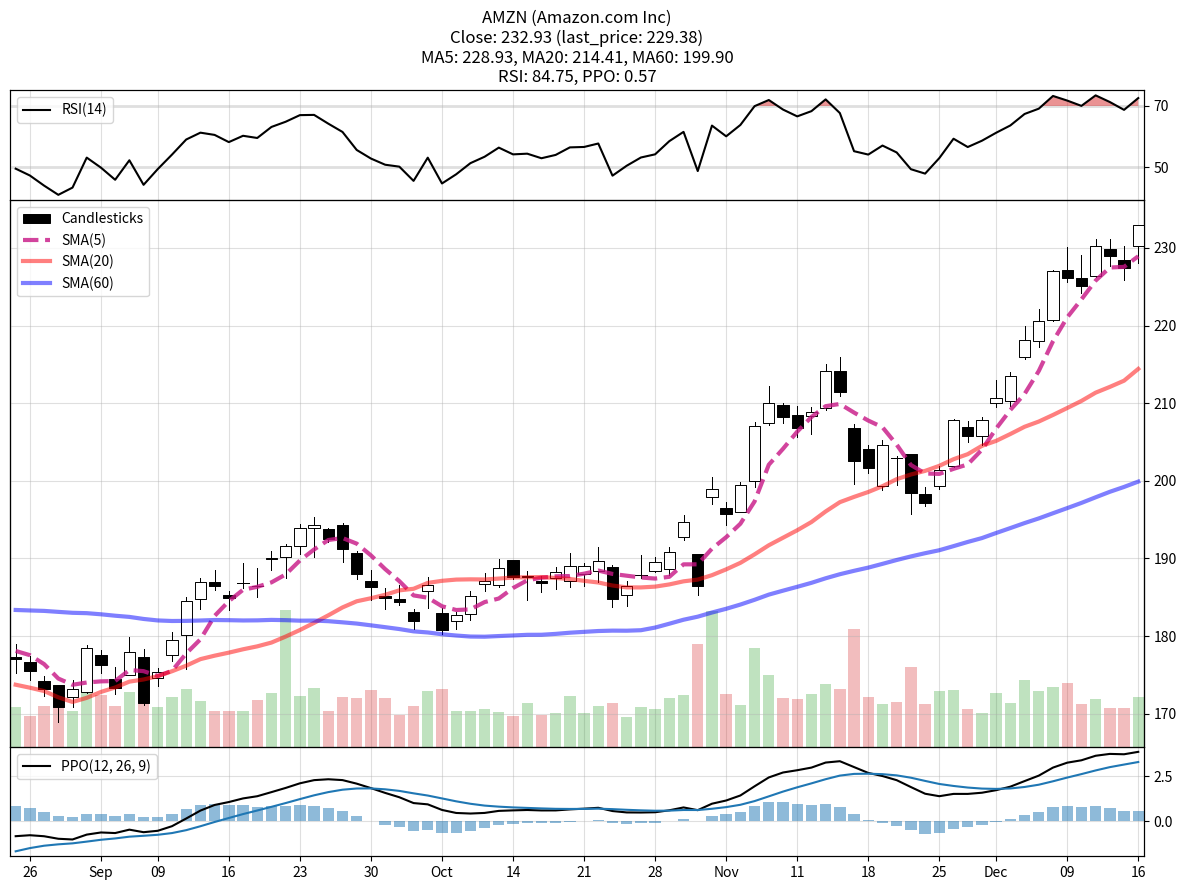 AMZN (Amazon.com Inc)
Close: 232.93 (last_price: 229.38)
MA5: 228.93, MA20: 214.41, MA60: 199.90
RSI: 84.75, PPO: 0.57
RSI(14)
70
50
Candlesticks
SMA(5)
SMA(20)
SMA(60)
230
220
210
200
190
180
170
PPO(12, 26, 9)
2.5
0.0
26 Sep 09 16 23 30 Oct 14 21 28 Nov 11 18 25 Dec 09 16